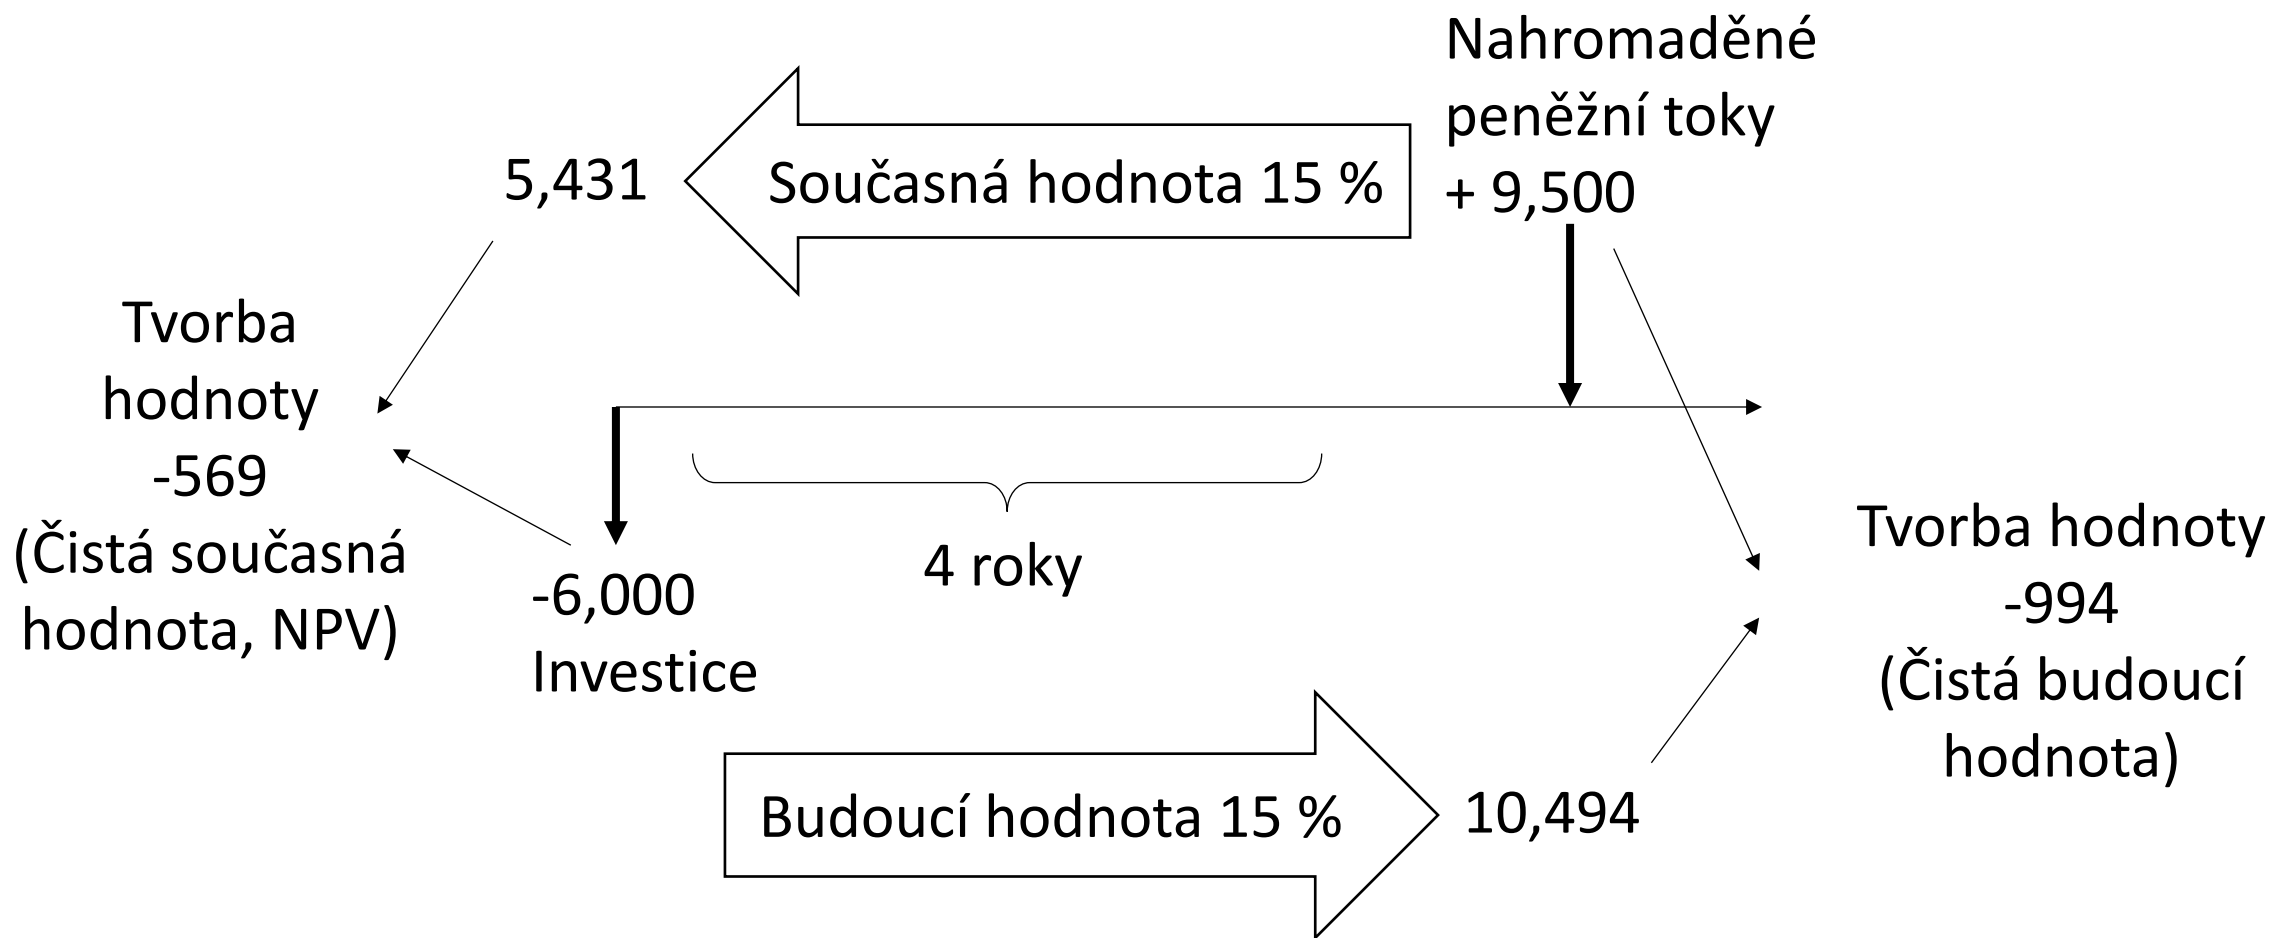 Nahromaděné
peněžní toky
+ 9,500
Současná hodnota 15 %
5,431
Tvorba
hodnoty
-569
(Čistá současná
hodnota, NPV)
-6,000
Investice
4 roky
Tvorba hodnoty
-994
(Čistá budoucí
hodnota)
Budoucí hodnota 15 %
10,494